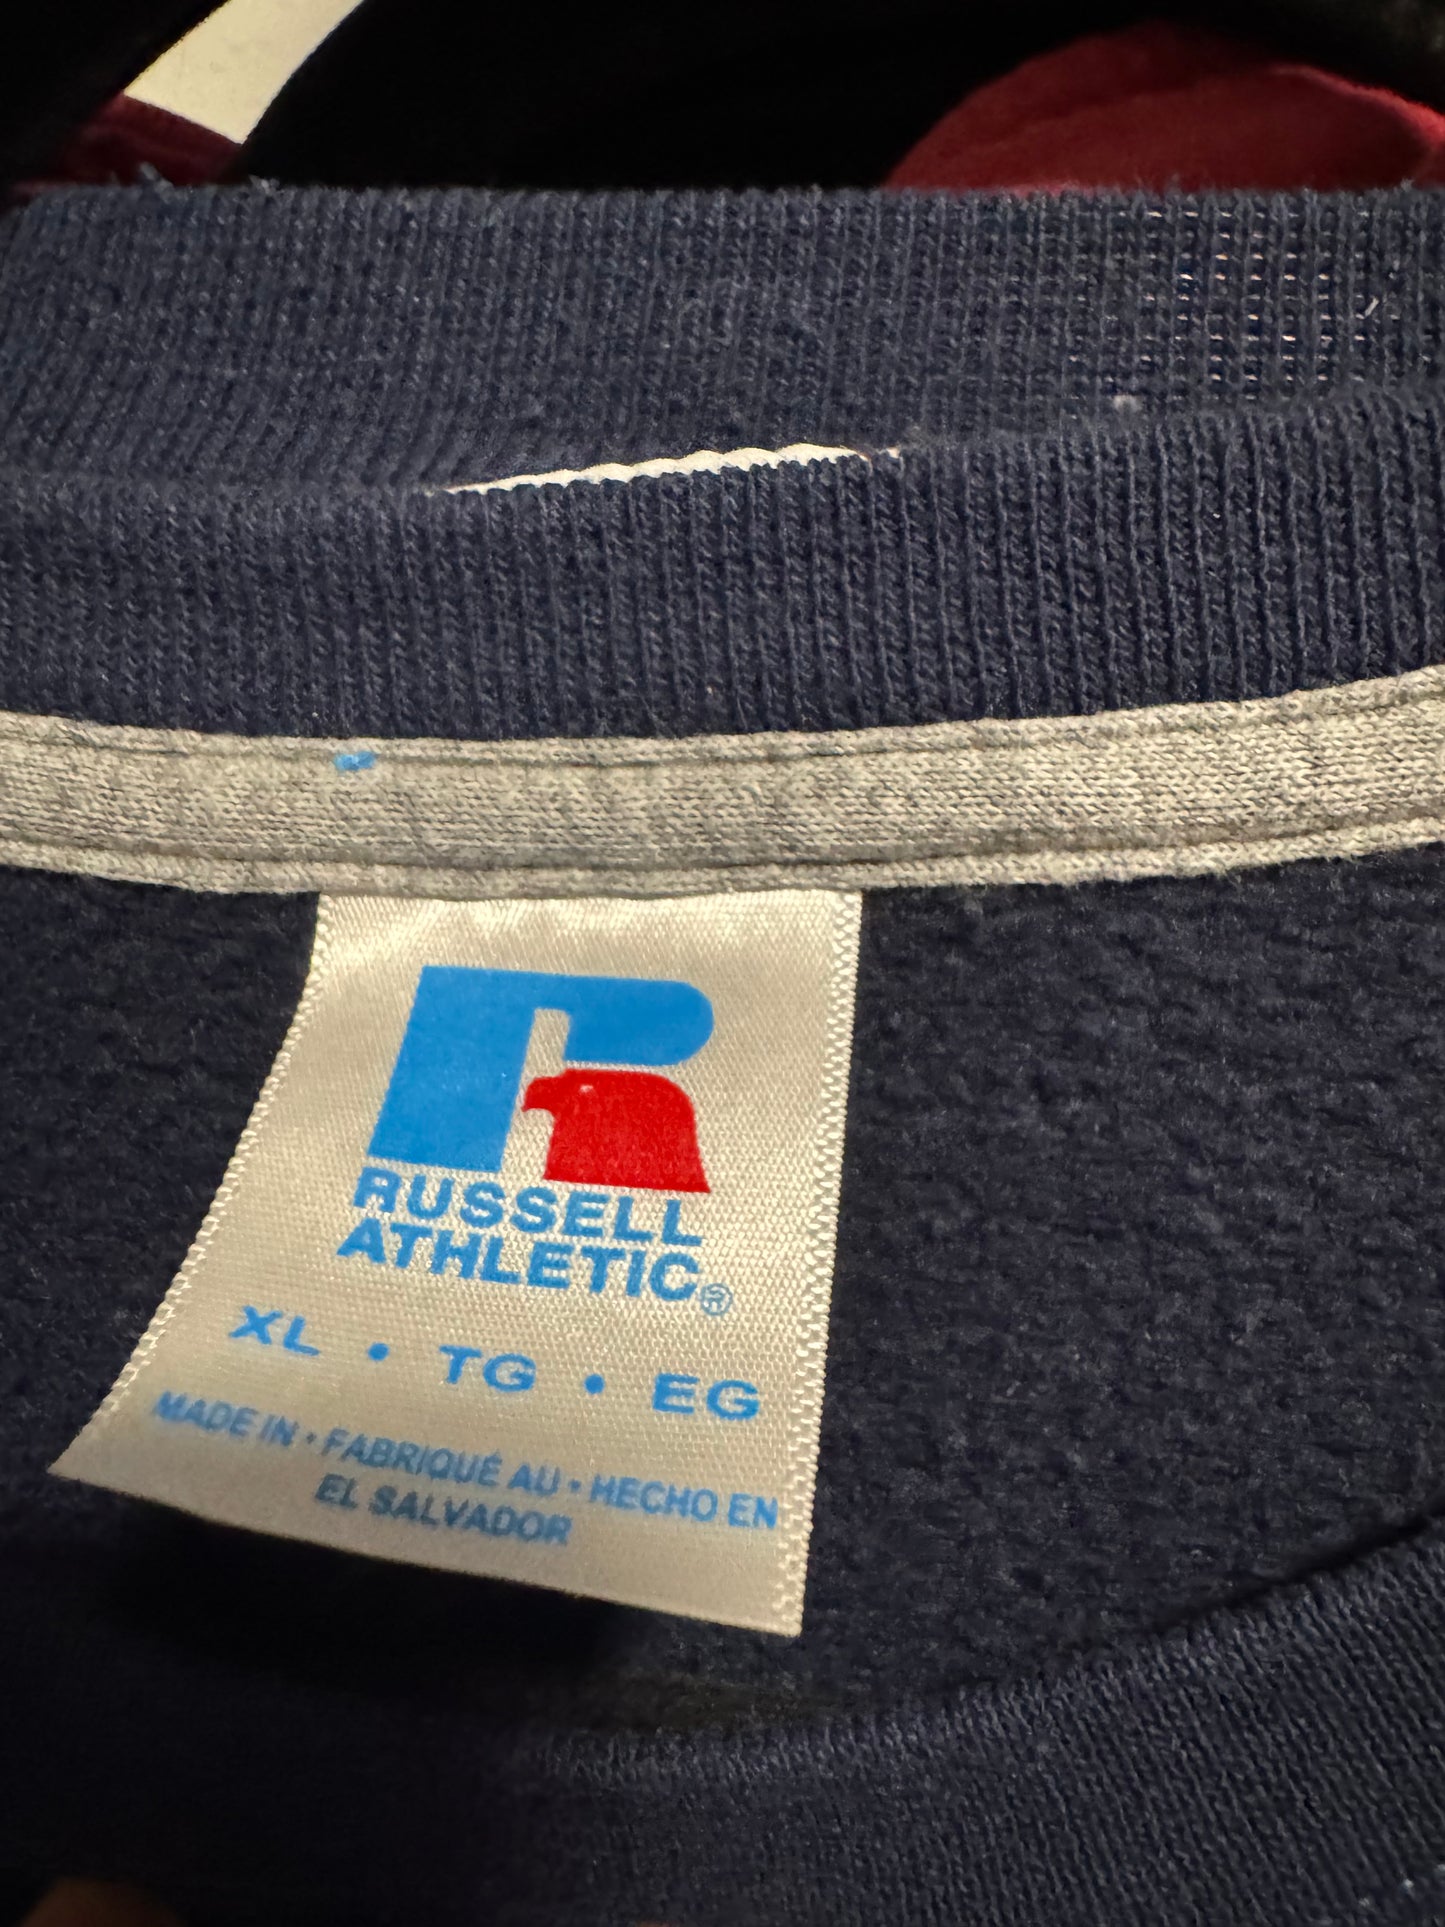 R
RUSSELL
ATHLETIC®
XL • TG • EG
MADE IN • FABRIQUÉ AU • HECHO EN
EL SALVADOR